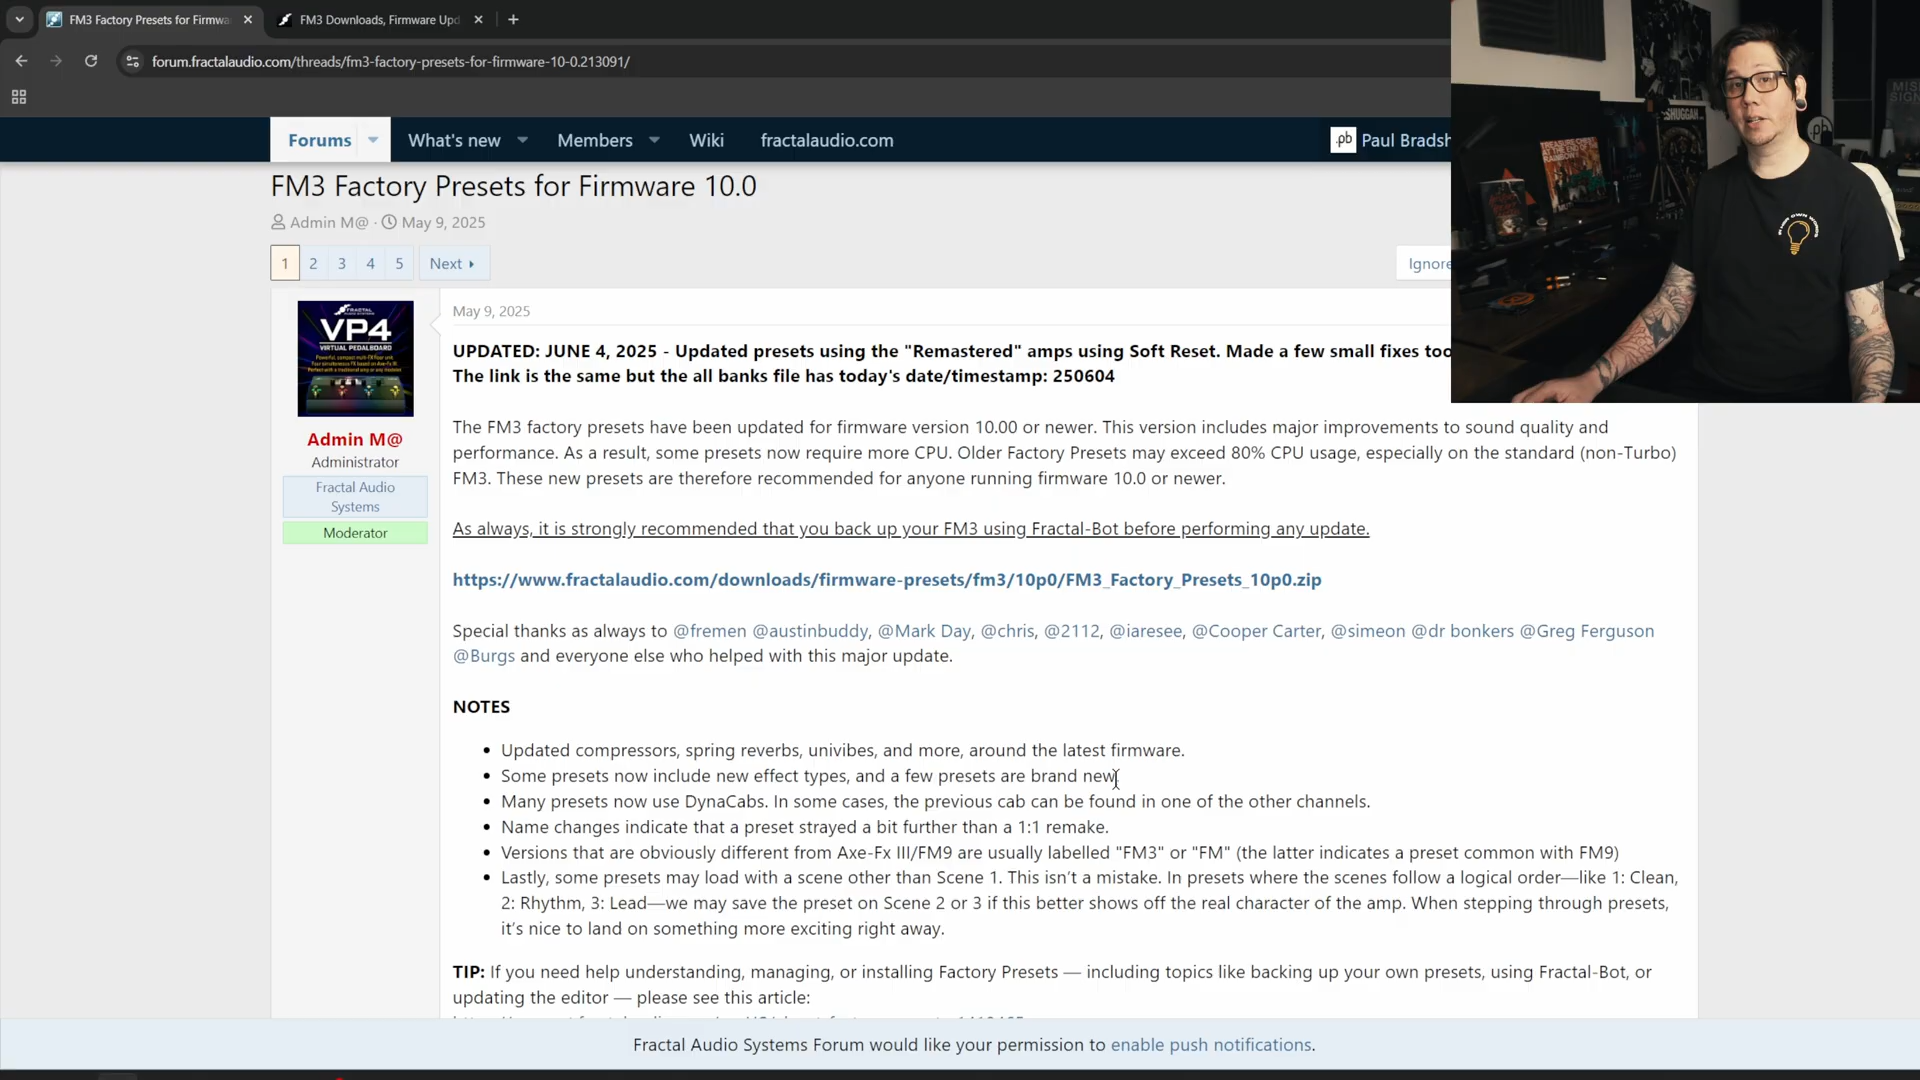 FM3 Factory Presets for Firmwa
FM3 Downloads, Firmware Upd
forum.fractalaudio.com/threads/fm3-factory-presets-for-firmware-10-0.213091/
Forums What's new Members Wiki fractalaudio.com .pb Paul Bradsh
FM3 Factory Presets for Firmware 10.0
Admin M@ · May 9, 2025
1 2 3 4 5 Next Ignore
FRACTAL
AUDIO SYSTEMS
VP4
VIRTUAL PEDALBOARD
Admin M@
Administrator
Fractal Audio
Systems
Moderator
May 9, 2025
UPDATED: JUNE 4, 2025 - Updated presets using the "Remastered" amps using Soft Reset. Made a few small fixes too
The link is the same but the all banks file has today's date/timestamp: 250604
The FM3 factory presets have been updated for firmware version 10.00 or newer. This version includes major improvements to sound quality and
performance. As a result, some presets now require more CPU. Older Factory Presets may exceed 80% CPU usage, especially on the standard (non-Turbo)
FM3. These new presets are therefore recommended for anyone running firmware 10.0 or newer.
As always, it is strongly recommended that you back up your FM3 using Fractal-Bot before performing any update.
https://www.fractalaudio.com/downloads/firmware-presets/fm3/10p0/FM3_Factory_Presets_10p0.zip
Special thanks as always to @fremen @austinbuddy, @Mark Day, @chris, @2112, @iaresee, @Cooper Carter, @simeon @dr bonkers @Greg Ferguson
@Burgs and everyone else who helped with this major update.
NOTES
• Updated compressors, spring reverbs, univibes, and more, around the latest firmware.
• Some presets now include new effect types, and a few presets are brand new.
• Many presets now use DynaCabs. In some cases, the previous cab can be found in one of the other channels.
• Name changes indicate that a preset strayed a bit further than a 1:1 remake.
• Versions that are obviously different from Axe-Fx III/FM9 are usually labelled "FM3" or "FM" (the latter indicates a preset common with FM9)
• Lastly, some presets may load with a scene other than Scene 1. This isn't a mistake. In presets where the scenes follow a logical order—like 1: Clean,
2: Rhythm, 3: Lead—we may save the preset on Scene 2 or 3 if this better shows off the real character of the amp. When stepping through presets,
it's nice to land on something more exciting right away.
TIP: If you need help understanding, managing, or installing Factory Presets — including topics like backing up your own presets, using Fractal-Bot, or
updating the editor — please see this article:
Fractal Audio Systems Forum would like your permission to enable push notifications.